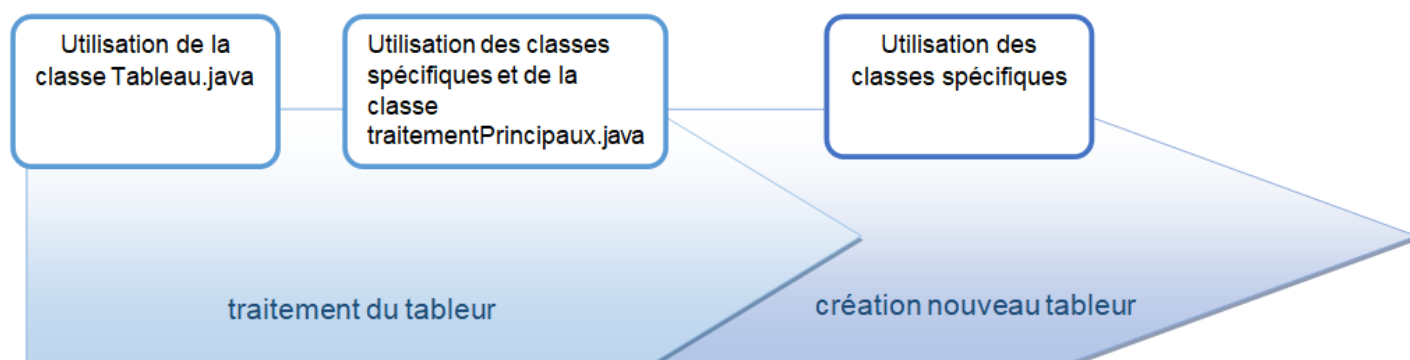 Utilisation de la
classe Tableau.java
Utilisation des classes
spécifiques et de la
classe
traitementPrincipaux.java
Utilisation des
classes spécifiques
traitement du tableur
création nouveau tableur